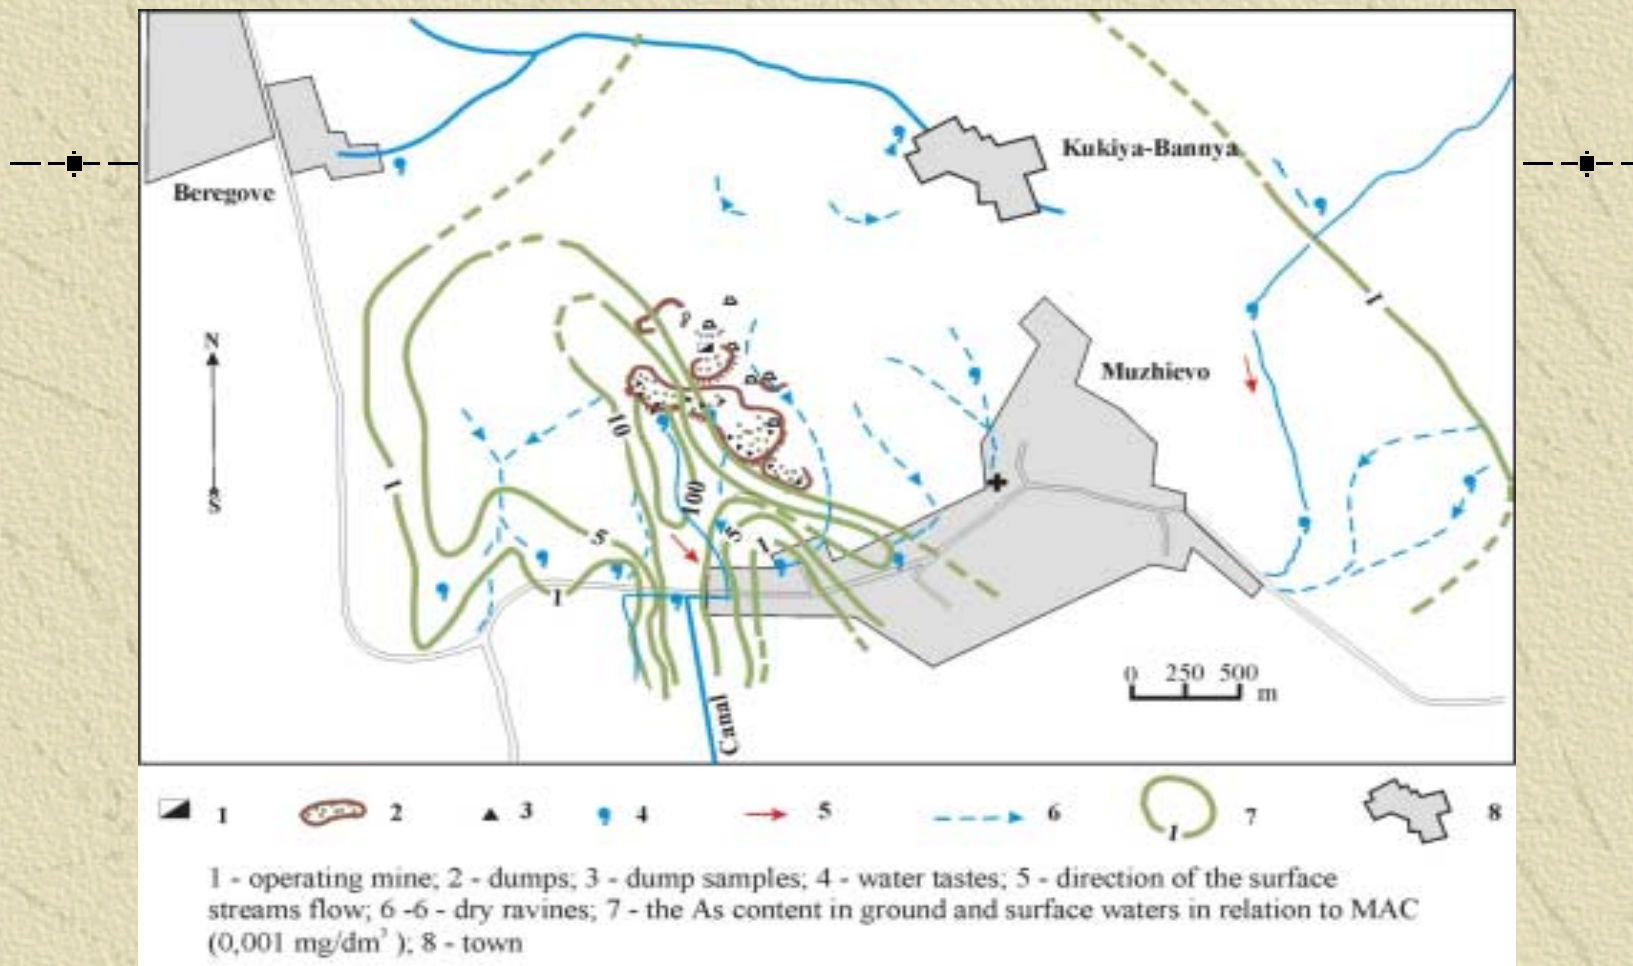 Kukiya-Bannya
Beregove
1
N
Muzhievo
10
1
100
S
5
5
1
1
0 250 500
m
Canal
1 2 3 4 5 6 7 8
1
1 - operating mine; 2 - dumps; 3 - dump samples; 4 - water tastes; 5 - direction of the surface
streams flow; 6 -6 - dry ravines; 7 - the As content in ground and surface waters in relation to MAC
(0,001 mg/dm³ ); 8 - town